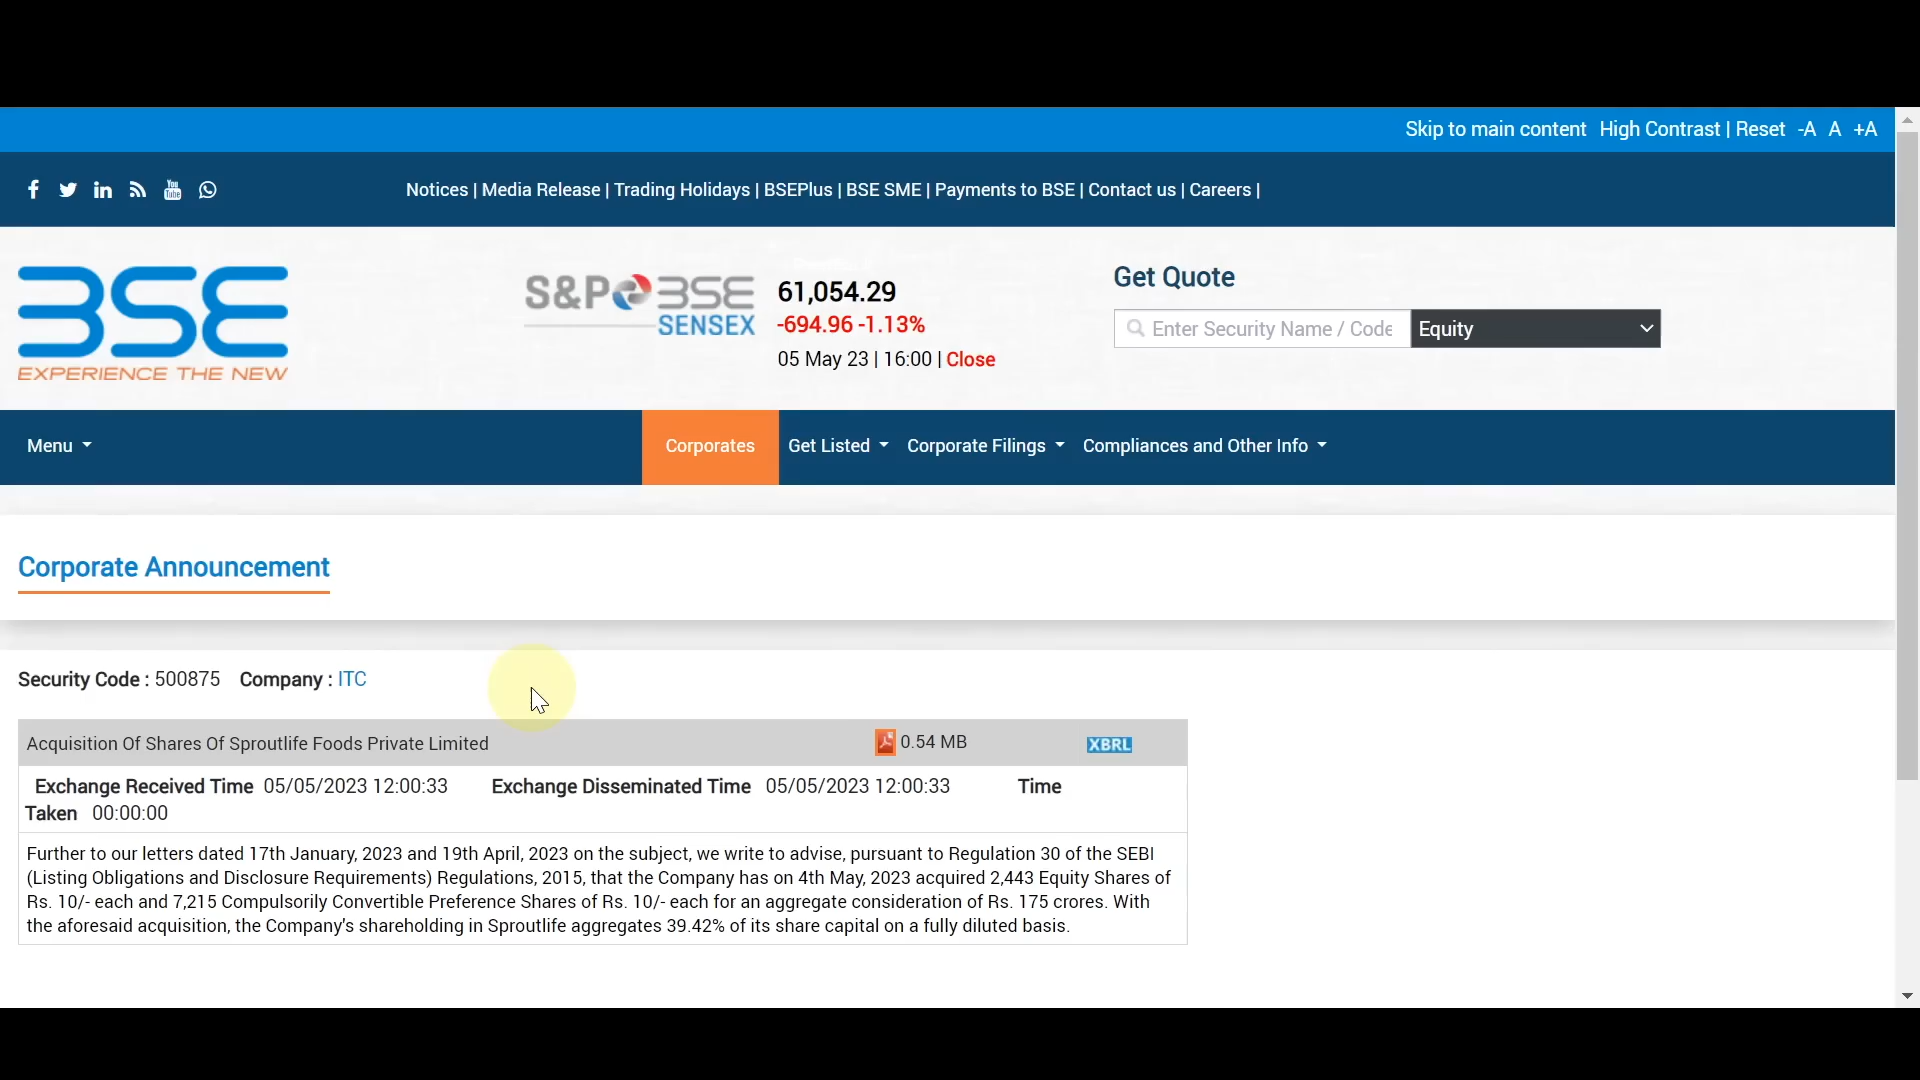 Skip to main content High Contrast | Reset -A A +A
Notices | Media Release | Trading Holidays | BSEPlus | BSE SME | Payments to BSE | Contact us | Careers |
BSE
EXPERIENCE THE NEW
S&P BSE
SENSEX
61,054.29
-694.96 -1.13%
05 May 23 | 16:00 | Close
Get Quote
Enter Security Name / Code
Equity
Menu
Corporates
Get Listed
Corporate Filings
Compliances and Other Info
Corporate Announcement
Security Code : 500875 Company : ITC
Acquisition Of Shares Of Sproutlife Foods Private Limited 0.54 MB XBRL
Exchange Received Time 05/05/2023 12:00:33 Exchange Disseminated Time 05/05/2023 12:00:33 Time
Taken 00:00:00
Further to our letters dated 17th January, 2023 and 19th April, 2023 on the subject, we write to advise, pursuant to Regulation 30 of the SEBI
(Listing Obligations and Disclosure Requirements) Regulations, 2015, that the Company has on 4th May, 2023 acquired 2,443 Equity Shares of
Rs. 10/- each and 7,215 Compulsorily Convertible Preference Shares of Rs. 10/- each for an aggregate consideration of Rs. 175 crores. With
the aforesaid acquisition, the Company's shareholding in Sproutlife aggregates 39.42% of its share capital on a fully diluted basis.